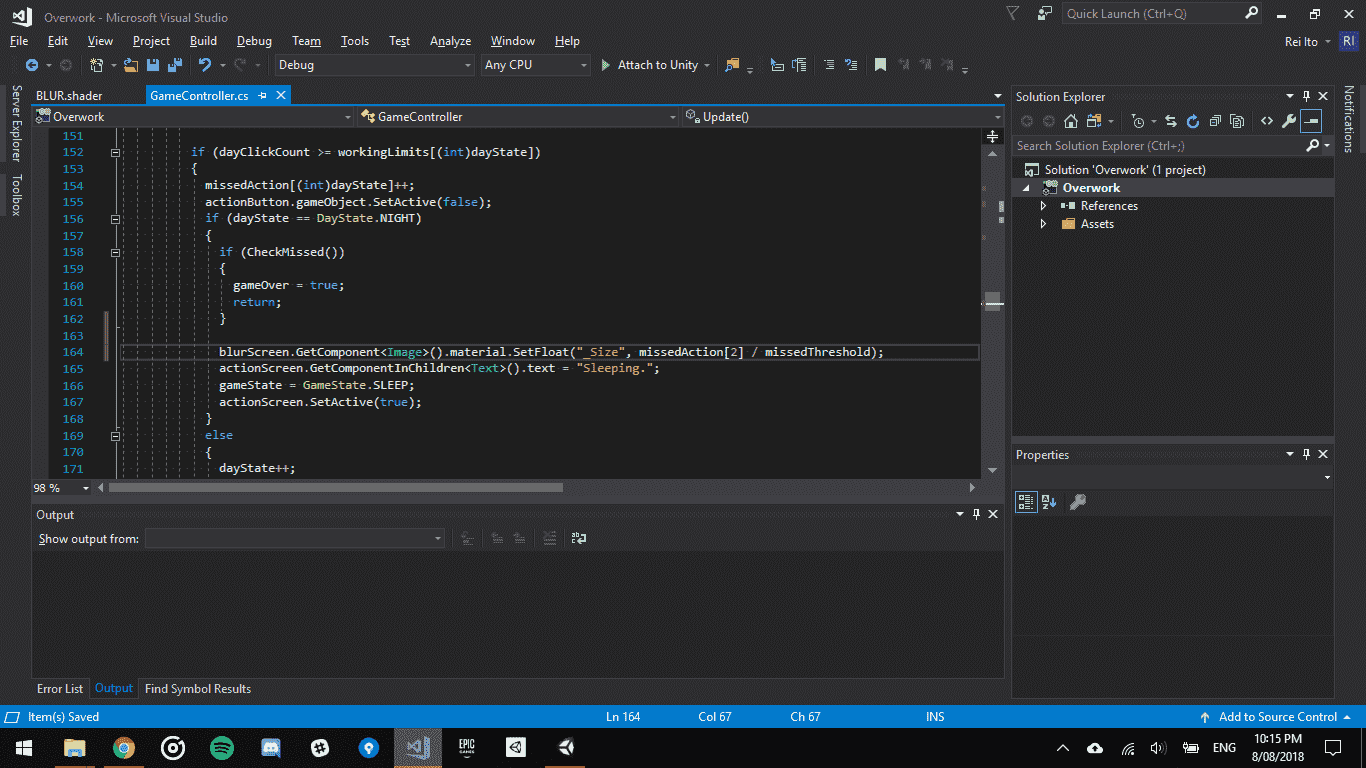 Overwork - Microsoft Visual Studio
Quick Launch (Ctrl+Q)
File Edit View Project Build Debug Team Tools Test Analyze Window Help
Rei Ito RI
Debug Any CPU Attach to Unity
Server Explorer
Toolbox
BLUR.shader GameController.cs
Overwork GameController Update()
151
152 if (dayClickCount >= workingLimits[(int)dayState])
153 {
154 missedAction[(int)dayState]++;
155 actionButton.gameObject.SetActive(false);
156 if (dayState == DayState.NIGHT)
157 {
158 if (CheckMissed())
159 {
160 gameOver = true;
161 return;
162 }
163
164 blurScreen.GetComponent<Image>().material.SetFloat("_Size", missedAction[2] / missedThreshold);
165 actionScreen.GetComponentInChildren<Text>().text = "Sleeping.";
166 gameState = GameState.SLEEP;
167 actionScreen.SetActive(true);
168 }
169 else
170 {
171 dayState++;
98 %
Output
Show output from:
Error List Output Find Symbol Results
Solution Explorer
Search Solution Explorer (Ctrl+;)
Solution 'Overwork' (1 project)
Overwork
References
Assets
Properties
Notifications
Item(s) Saved Ln 164 Col 67 Ch 67 INS Add to Source Control
EPIC
GAMES
ENG
10:15 PM
8/08/2018